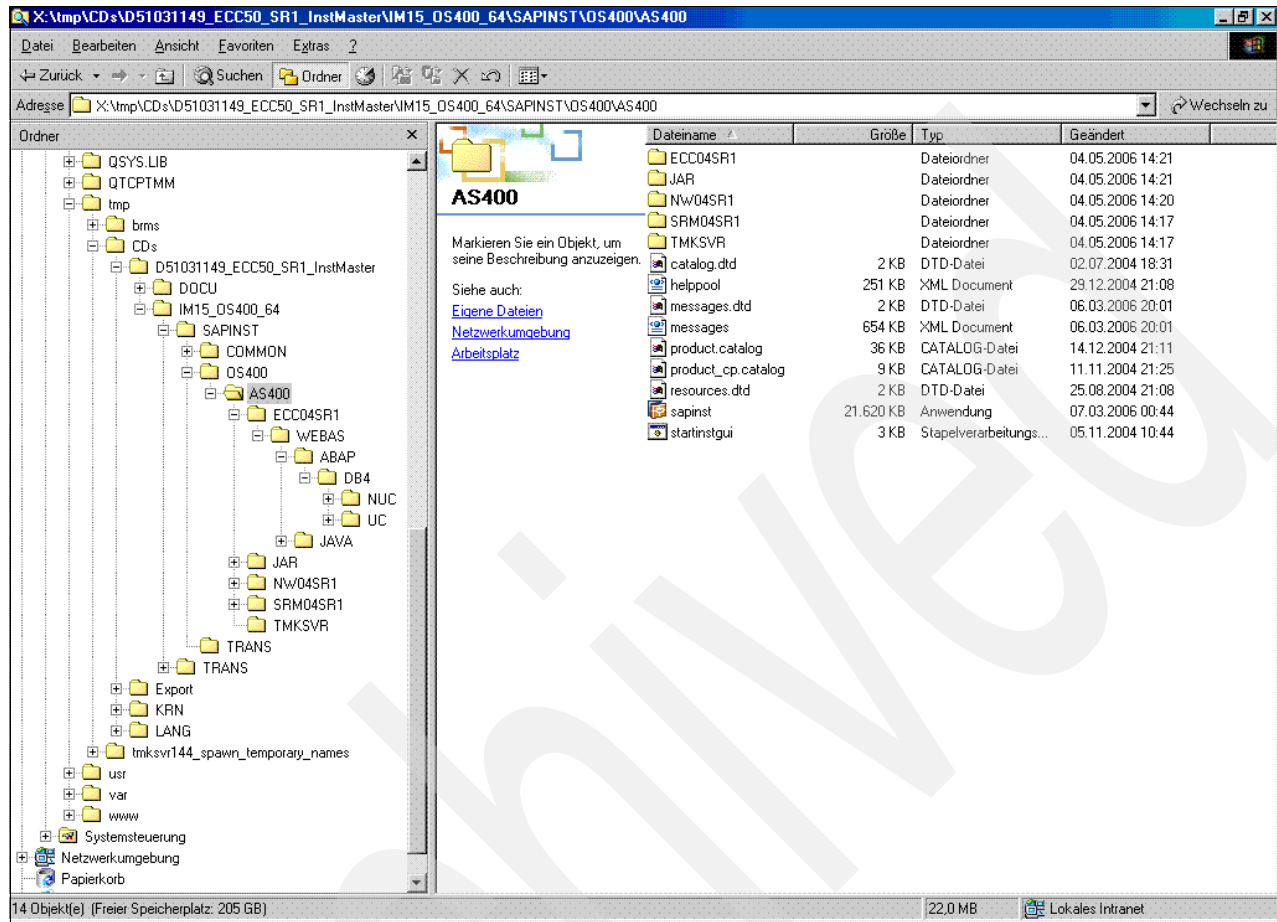 X:\tmp\CDs\D51031149_ECC50_SR1_InstMaster\IM15_OS400_64\SAPINST\OS400\AS400
Datei Bearbeiten Ansicht Favoriten Extras ?
Zurück Suchen Ordner
Adresse X:\tmp\CDs\D51031149_ECC50_SR1_InstMaster\IM15_OS400_64\SAPINST\OS400\AS400 Wechseln zu
Ordner
QSYS.LIB
QTCPTMM
tmp
brms
CDs
D51031149_ECC50_SR1_InstMaster
DOCU
IM15_OS400_64
SAPINST
COMMON
OS400
AS400
ECC04SR1
WEBAS
ABAP
DB4
NUC
UC
JAVA
JAR
NW04SR1
SRM04SR1
TMKSVR
TRANS
TRANS
Export
KRN
LANG
tmksvr144_spawn_temporary_names
usr
var
www
Systemsteuerung
Netzwerkumgebung
Papierkorb
AS400
Markieren Sie ein Objekt, um
seine Beschreibung anzuzeigen.
Siehe auch:
Eigene Dateien
Netzwerkumgebung
Arbeitsplatz
Dateiname Größe Typ Geändert
ECC04SR1 Dateiordner 04.05.2006 14:21
JAR Dateiordner 04.05.2006 14:21
NW04SR1 Dateiordner 04.05.2006 14:20
SRM04SR1 Dateiordner 04.05.2006 14:17
TMKSVR Dateiordner 04.05.2006 14:17
catalog.dtd 2 KB DTD-Datei 02.07.2004 18:31
helppool 251 KB XML Document 29.12.2004 21:08
messages.dtd 2 KB DTD-Datei 06.03.2006 20:01
messages 654 KB XML Document 06.03.2006 20:01
product.catalog 36 KB CATALOG-Datei 14.12.2004 21:11
product_cp.catalog 9 KB CATALOG-Datei 11.11.2004 21:25
resources.dtd 2 KB DTD-Datei 25.08.2004 21:08
sapinst 21.620 KB Anwendung 07.03.2006 00:44
startinstgui 3 KB Stapelverarbeitungs... 05.11.2004 10:44
14 Objekt(e) (Freier Speicherplatz: 205 GB) 22,0 MB Lokales Intranet